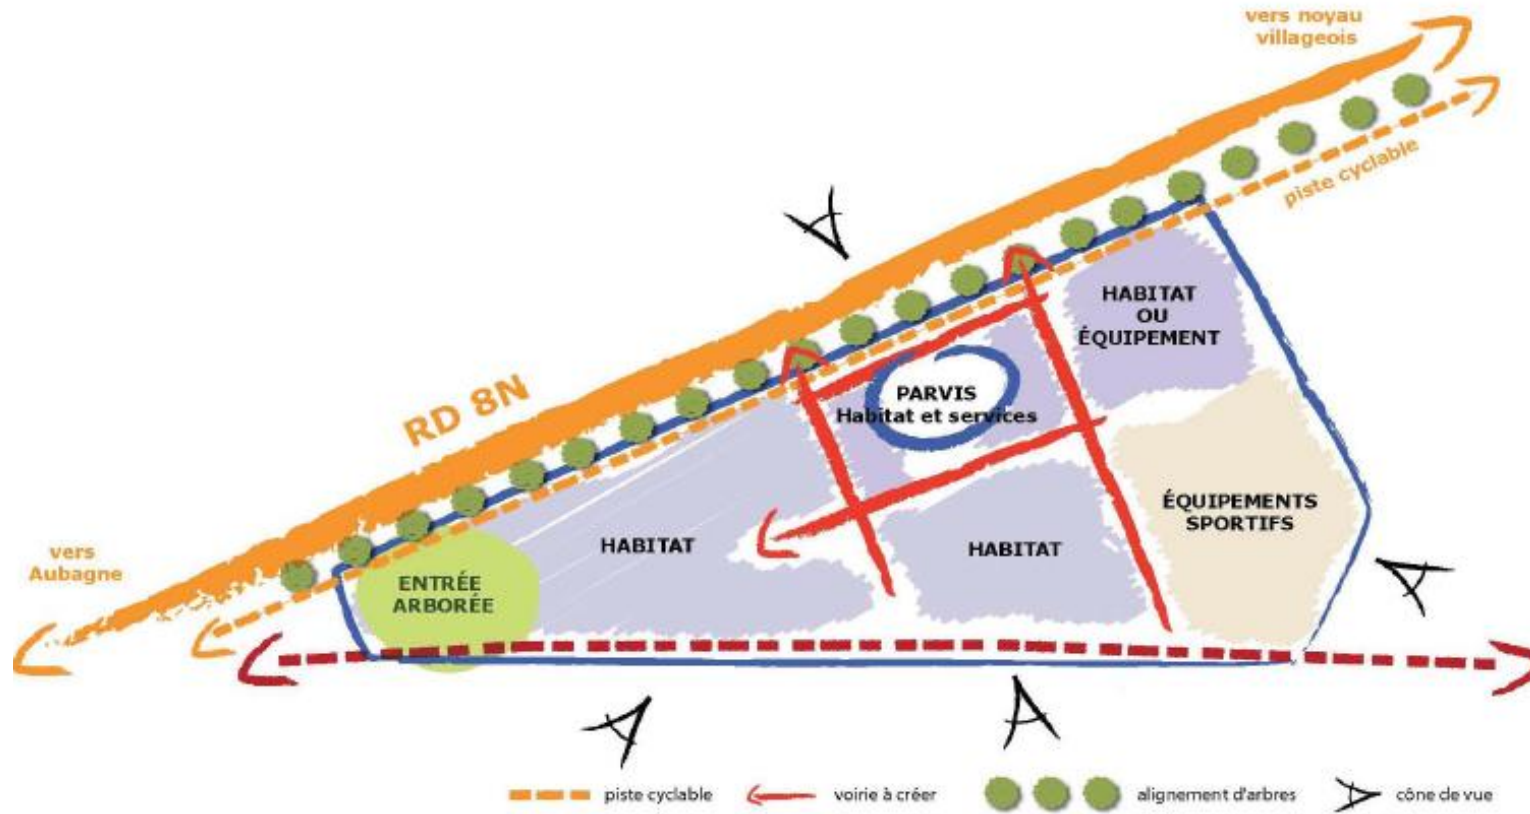 vers noyau
villageois
piste cyclable
HABITAT
OU
ÉQUIPEMENT
RD 8N
PARVIS
Habitat et services
ÉQUIPEMENTS
SPORTIFS
HABITAT
HABITAT
vers
Aubagne
ENTRÉE
ARBORÉE
piste cyclable
voirie à créer
alignement d'arbres
cône de vue